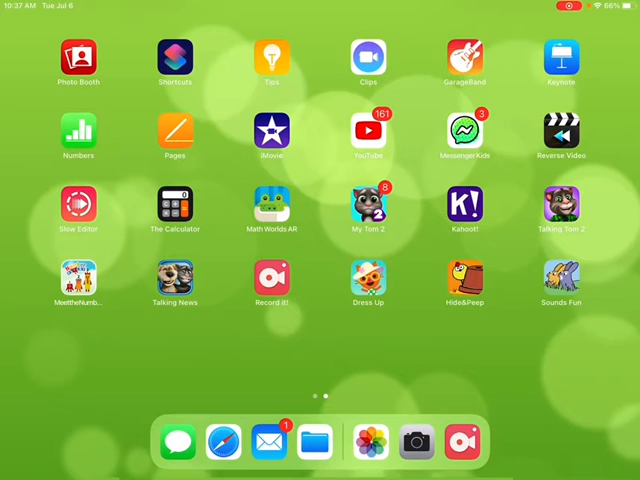 10:37 AM Tue Jul 6 66%
Photo Booth Shortcuts Tips Clips GarageBand Keynote
161 3
Numbers Pages iMovie YouTube Messenger Kids Reverse Video
0 8 2 K!
Slow Editor The Calculator Math Worlds AR My Tom 2 Kahoot! Talking Tom 2
MeettheNumb... Talking News Record it! Dress Up Hide&Peep Sounds Fun
1